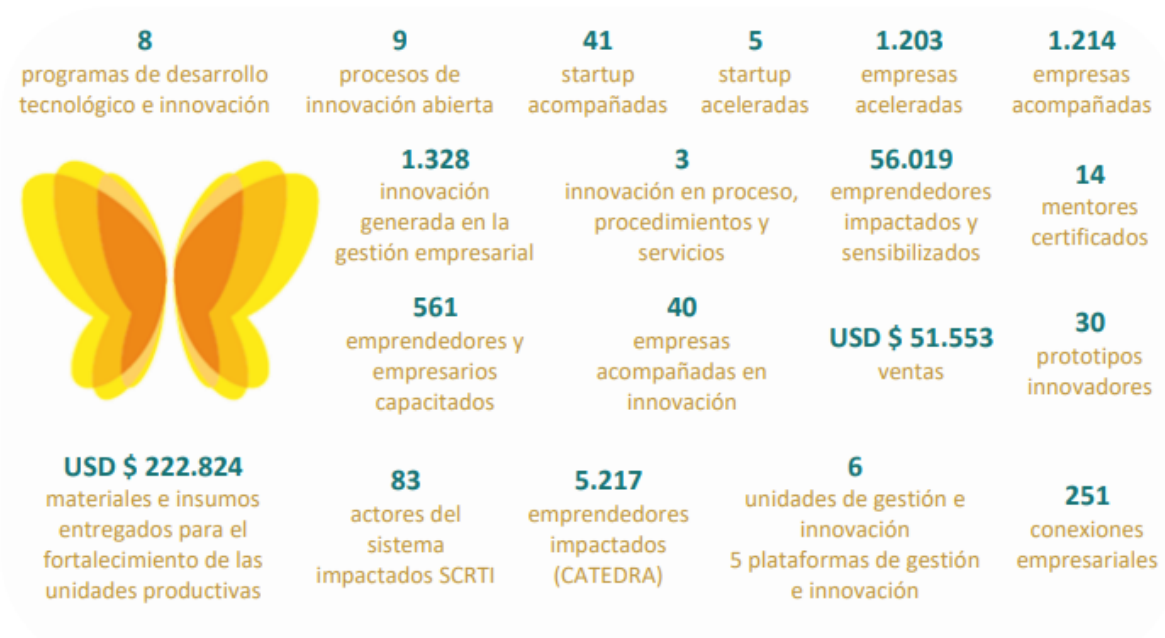 8
programas de desarrollo
tecnológico e innovación
9
procesos de
innovación abierta
41
startup
acompañadas
5
startup
aceleradas
1.203
empresas
aceleradas
1.214
empresas
acompañadas
1.328
innovación
generada en la
gestión empresarial
3
innovación en proceso,
procedimientos y
servicios
56.019
emprendedores
impactados y
sensibilizados
14
mentores
certificados
561
emprendedores y
empresarios
capacitados
40
empresas
acompañadas en
innovación
USD $ 51.553
ventas
30
prototipos
innovadores
USD $ 222.824
materiales e insumos
entregados para el
fortalecimiento de las
unidades productivas
83
actores del
sistema
impactados SCRTI
5.217
emprendedores
impactados
(CATEDRA)
6
unidades de gestión e
innovación
5 plataformas de gestión
e innovación
251
conexiones
empresariales